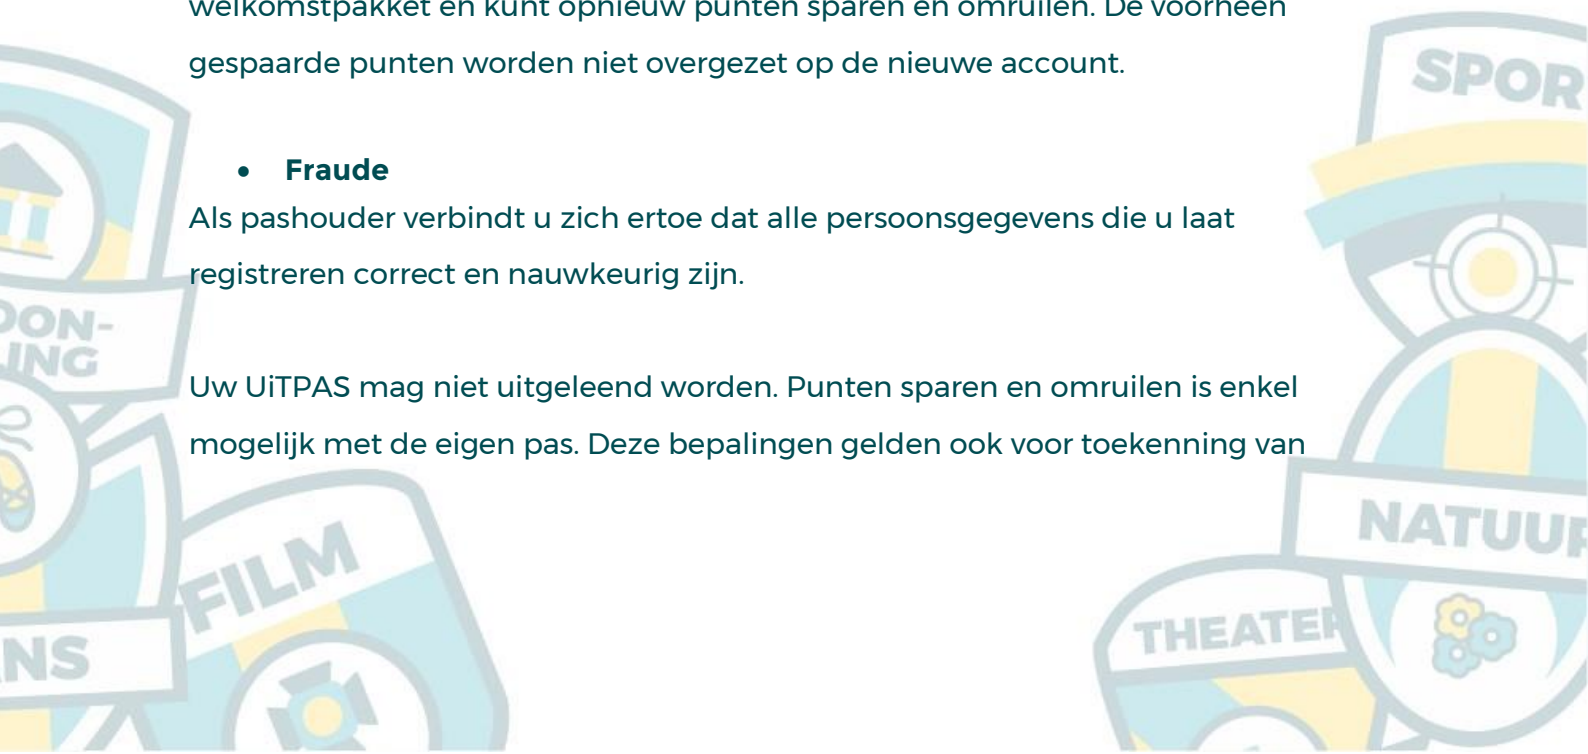 welkomstpakket en kunt opnieuw punten sparen en omruilen. De voorheen
gespaarde punten worden niet overgezet op de nieuwe account.
• Fraude
Als pashouder verbindt u zich ertoe dat alle persoonsgegevens die u laat
registreren correct en nauwkeurig zijn.
Uw UiTPAS mag niet uitgeleend worden. Punten sparen en omruilen is enkel
mogelijk met de eigen pas. Deze bepalingen gelden ook voor toekenning van
SPOR
OON-
LING
FILM
NS
NATUUR
THEATER